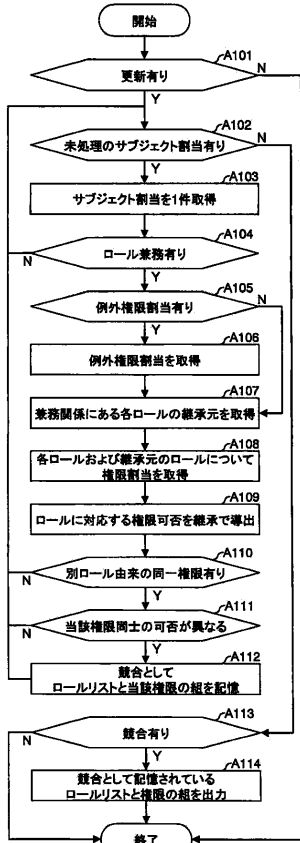 開始
A101
更新有り
N
Y
A102
未処理のサブジェクト割当有り
N
Y
A103
サブジェクト割当を1件取得
A104
ロール兼務有り
N
Y
A105
例外権限割当有り
N
Y
A106
例外権限割当を取得
A107
兼務関係にある各ロールの継承元を取得
A108
各ロールおよび継承元のロールについて
権限割当を取得
A109
ロールに対応する権限可否を継承で導出
A110
別ロール由来の同一権限有り
N
Y
A111
当該権限同士の可否が異なる
N
Y
A112
競合として
ロールリストと当該権限の組を記憶
A113
競合有り
N
Y
A114
競合として記憶されている
ロールリストと権限の組を出力
終了